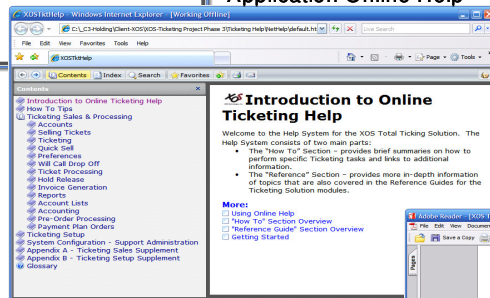 Application Online Help
XOSTktHelp - Windows Internet Explorer - [Working Offline]
C:\_C3-Holding\Client-XOS\XOS-Ticketing Project Phase 3\Ticketing Help\TktHelp\default.ht
Live Search
File Edit View Favorites Tools Help
XOSTktHelp
Page Tools
Contents Index Search Favorites
Contents
Introduction to Online Ticketing Help
How To Tips
Ticketing Sales & Processing
Accounts
Selling Tickets
Ticketing
Quick Sell
Preferences
Will Call Drop Off
Ticket Processing
Hold Release
Invoice Generation
Reports
Account Lists
Accounting
Pre-Order Processing
Payment Plan Orders
Ticketing Setup
System Configuration - Support Administration
Appendix A - Ticketing Sales Supplement
Appendix B - Ticketing Setup Supplement
Glossary
Introduction to Online
Ticketing Help
Welcome to the Help System for the XOS Total Ticking Solution. The
Help System consists of two main parts:
• The "How To" Section – provides brief summaries on how to
perform specific Ticketing tasks and links to additional
information.
• The "Reference" Section – provides more in-depth information
of topics that are also covered in the Reference Guides for the
Ticketing Solution modules.
More:
Using Online Help
"How To" Section Overview
"Reference Guide" Section Overview
Getting Started
Adobe Reader - [XOS T
File Edit View Documen
Save a Copy
Pages